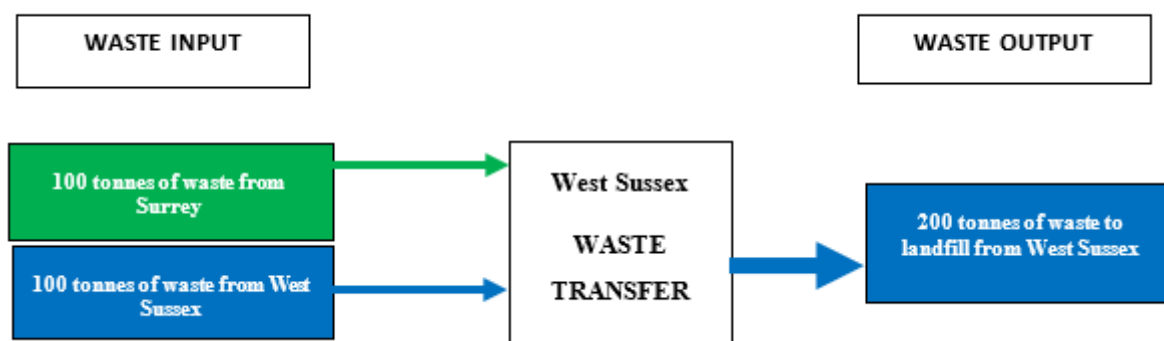 WASTE INPUT
WASTE OUTPUT
100 tonnes of waste from
Surrey
100 tonnes of waste from West
Sussex
West Sussex
WASTE
TRANSFER
200 tonnes of waste to
landfill from West Sussex